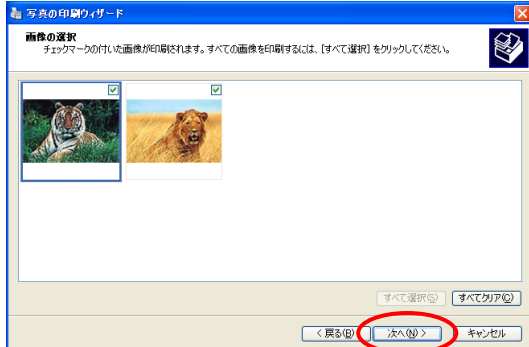 写真の印刷ウィザード
画像の選択
チェックマークの付いた画像が印刷されます。すべての画像を印刷するには、[すべて選択] をクリックしてください。
すべて選択(S)
すべてクリア(C)
< 戻る(B)
次へ(N) >
キャンセル